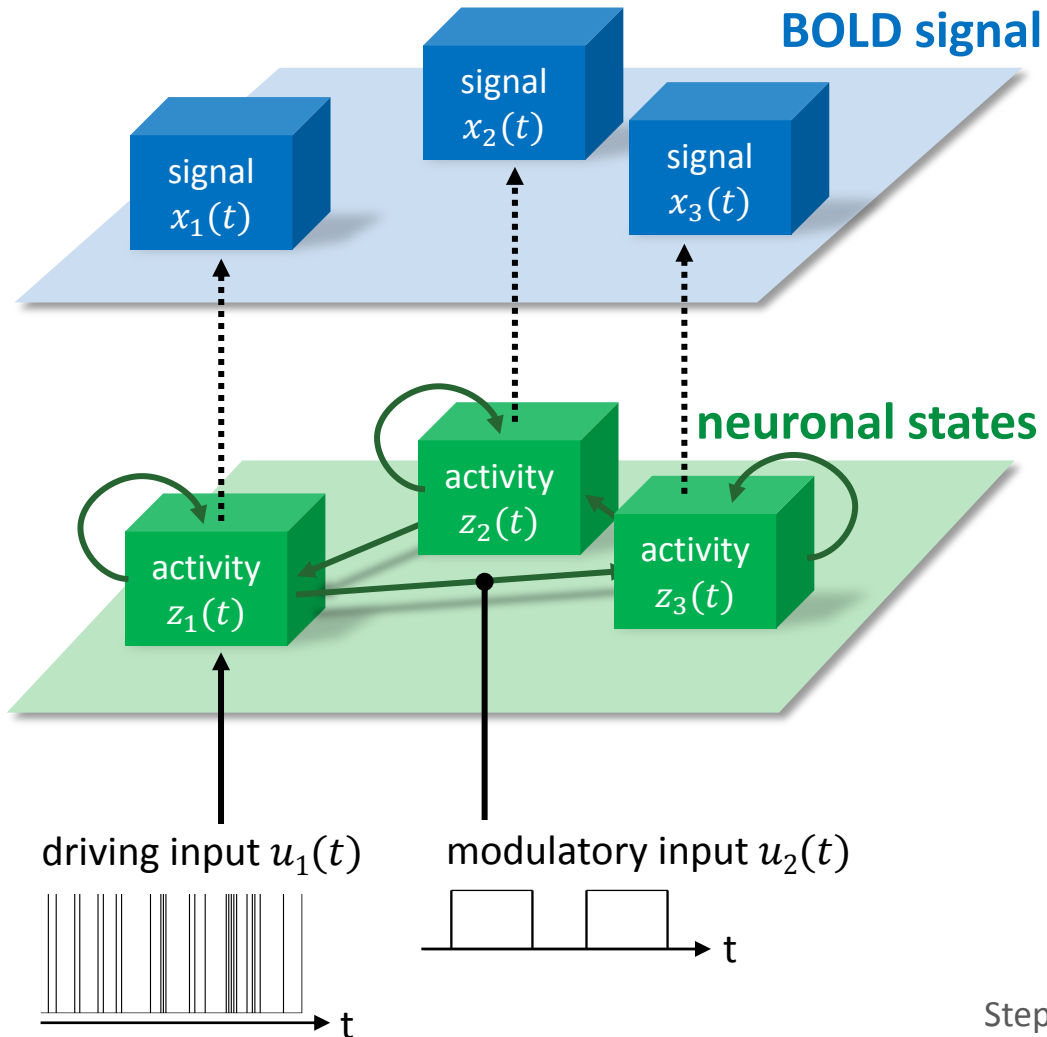 BOLD signal
signal
x₂(t)
signal
x₁(t)
signal
x₃(t)
neuronal states
activity
z₂(t)
activity
z₁(t)
activity
z₃(t)
driving input u₁(t)
modulatory input u₂(t)
t
t
Step